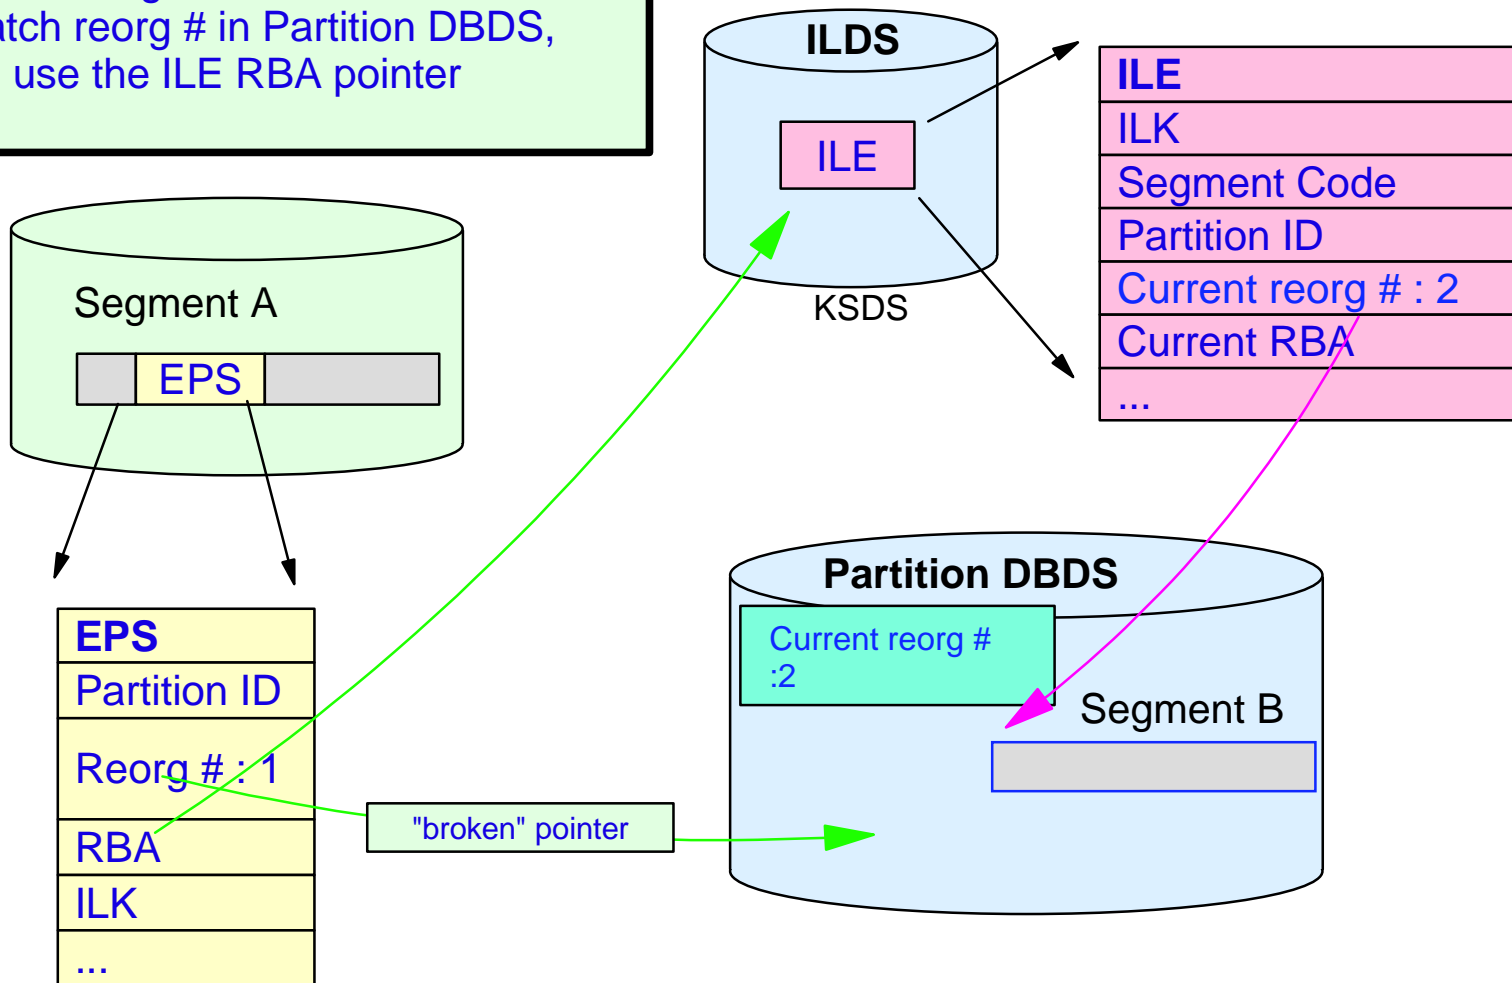 reorg # in Partition DBDS,
use the ILE RBA pointer
ILDS
ILE
KSDS
ILE
ILK
Segment Code
Partition ID
Current reorg # : 2
Current RBA
...
Segment A
EPS
EPS
Partition ID
Reorg # : 1
RBA
ILK
...
"broken" pointer
Partition DBDS
Current reorg #
:2
Segment B